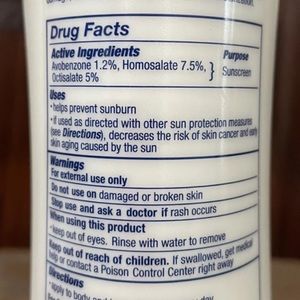 Drug Facts
Active Ingredients Purpose
Avobenzone 1.2%, Homosalate 7.5%, } Sunscreen
Octisalate 5%
Uses
• helps prevent sunburn
• if used as directed with other sun protection measures
(see Directions), decreases the risk of skin cancer and early
skin aging caused by the sun
Warnings
For external use only
Do not use on damaged or broken skin
Stop use and ask a doctor if rash occurs
When using this product
• keep out of eyes. Rinse with water to remove
Keep out of reach of children. If swallowed, get medical
help or contact a Poison Control Center right away
Directions
• apply to body and